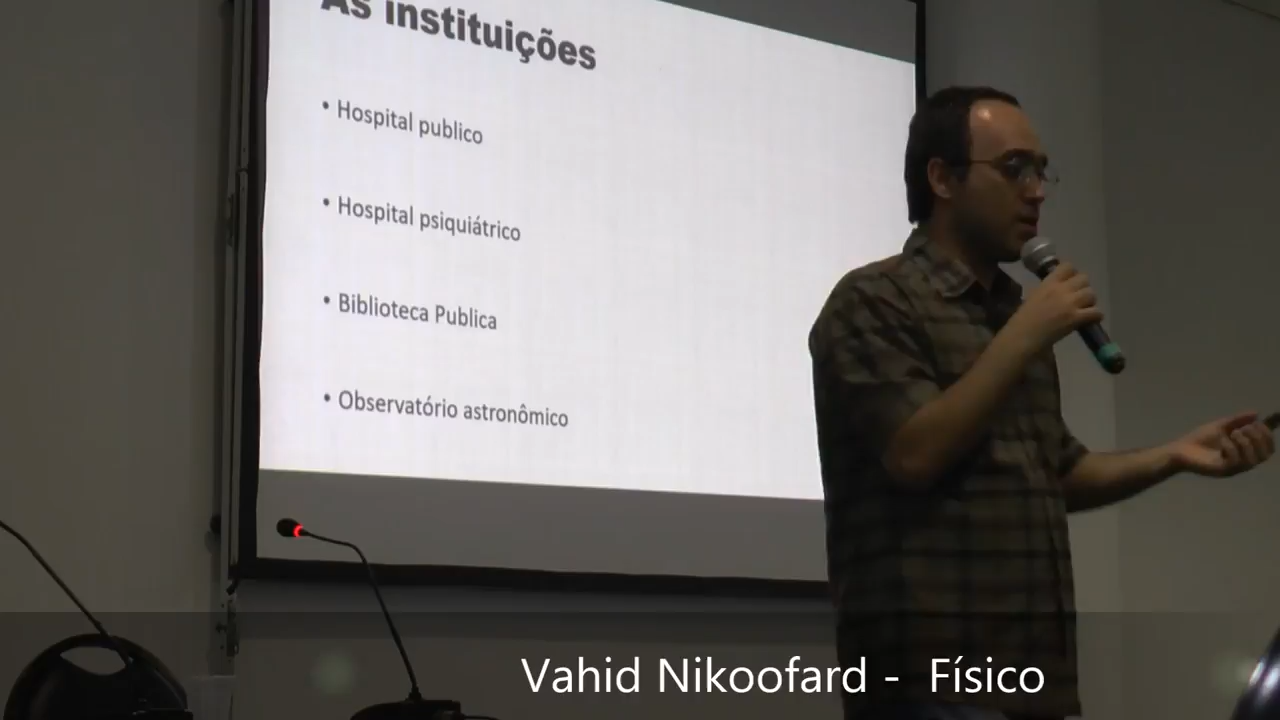 As instituições
• Hospital publico
• Hospital psiquiátrico
• Biblioteca Publica
• Observatório astronômico
Vahid Nikoofard - Físico